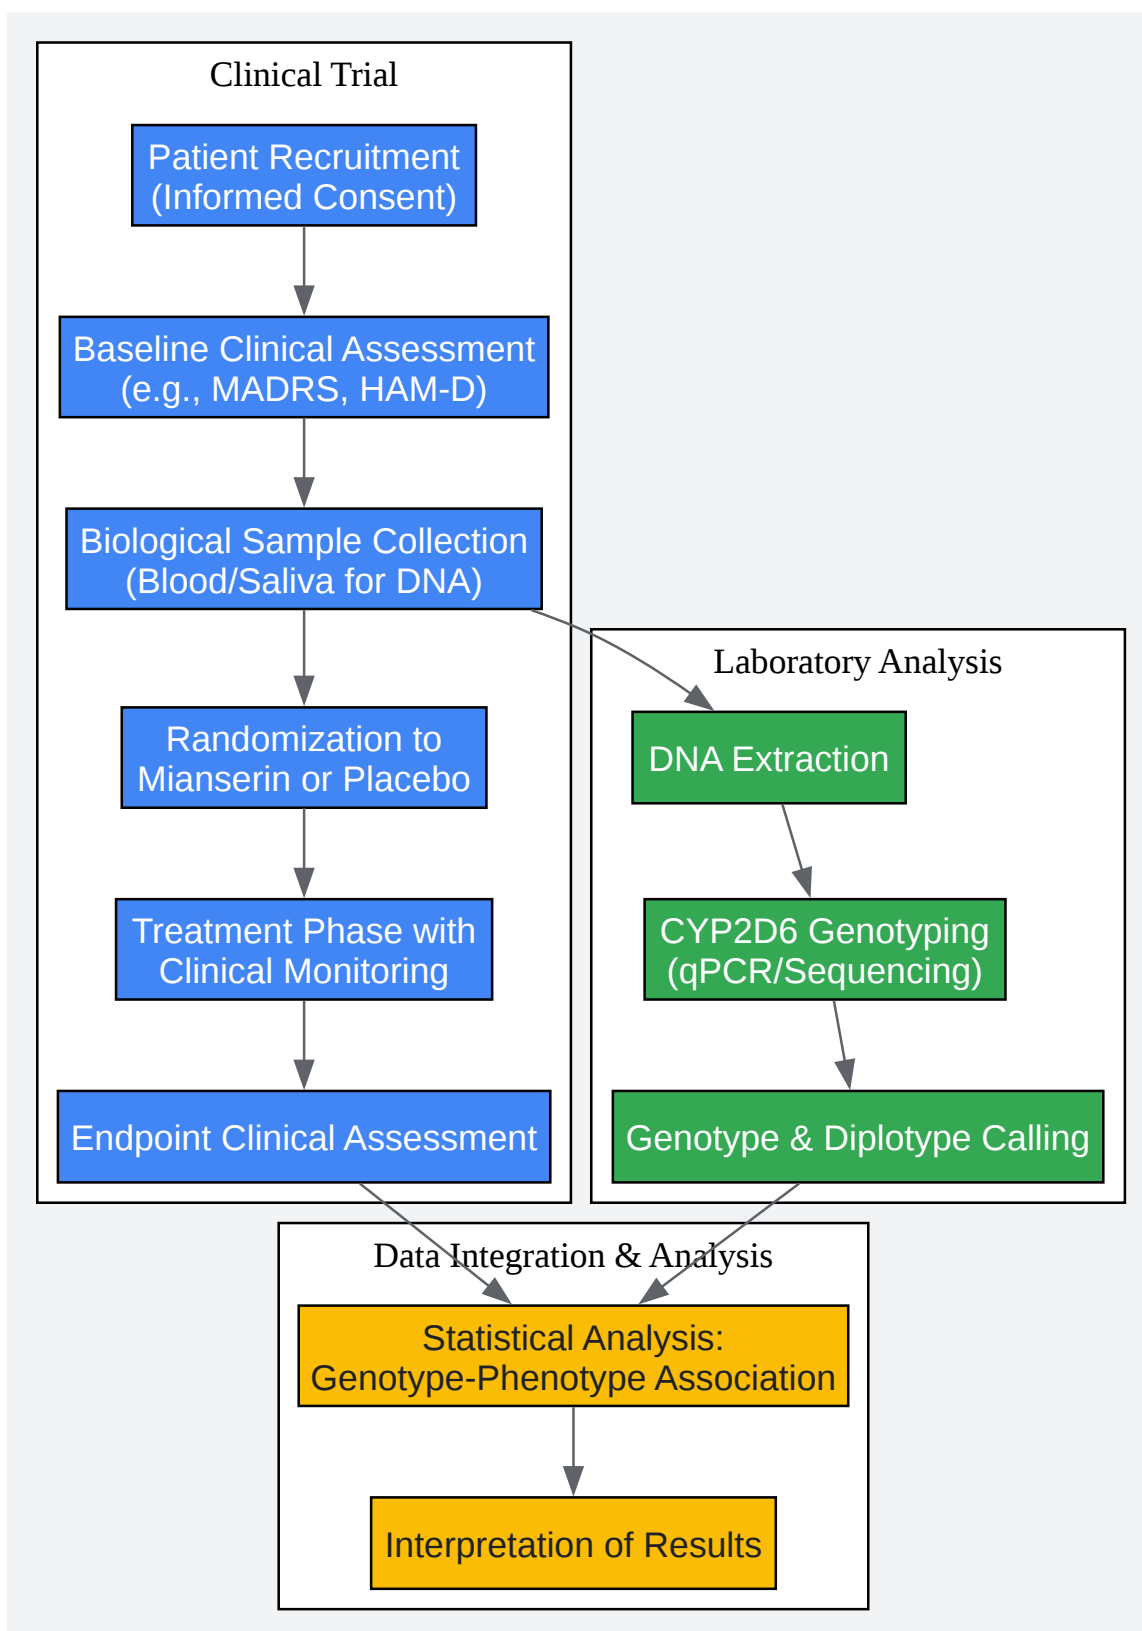 Clinical Trial
Patient Recruitment
(Informed Consent)
Baseline Clinical Assessment
(e.g., MADRS, HAM-D)
Biological Sample Collection
(Blood/Saliva for DNA)
Randomization to
Mianserin or Placebo
Treatment Phase with
Clinical Monitoring
Endpoint Clinical Assessment
Laboratory Analysis
DNA Extraction
CYP2D6 Genotyping
(qPCR/Sequencing)
Genotype & Diplotype Calling
Data Integration & Analysis
Statistical Analysis:
Genotype-Phenotype Association
Interpretation of Results